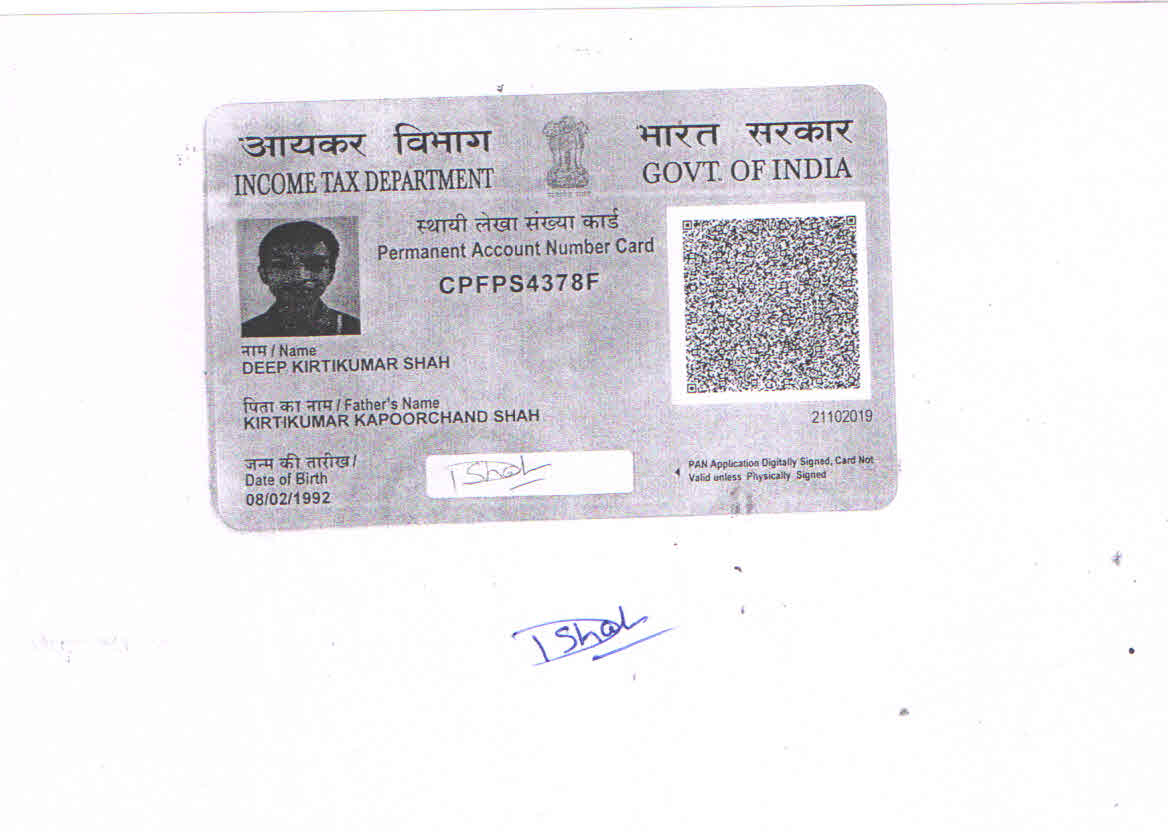 आयकर विभाग
INCOME TAX DEPARTMENT
भारत सरकार
GOVT. OF INDIA
स्थायी लेखा संख्या कार्ड
Permanent Account Number Card
CPFPS4378F
नाम / Name
DEEP KIRTIKUMAR SHAH
पिता का नाम / Father's Name
KIRTIKUMAR KAPOORCHAND SHAH
21102019
जन्म की तारीख /
Date of Birth
08/02/1992
DShah
PAN Application Digitally Signed, Card Not
Valid unless Physically Signed
DShah